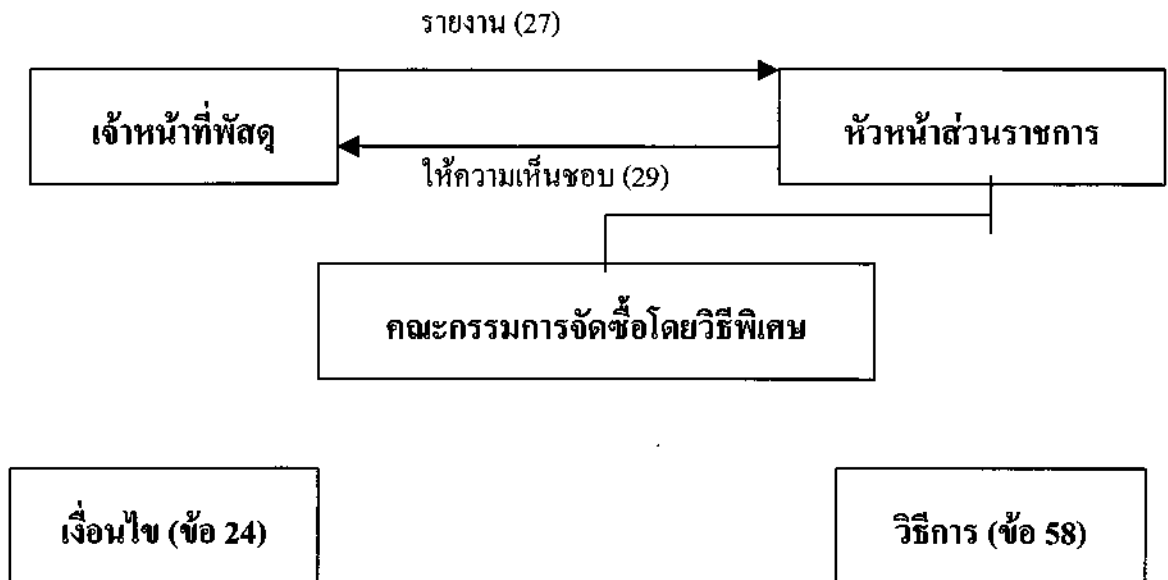 รายงาน (27)
เจ้าหน้าที่พัสดุ
หัวหน้าส่วนราชการ
ให้ความเห็นชอบ (29)
คณะกรรมการจัดซื้อโดยวิธีพิเศษ
เงื่อนไข (ข้อ 24)
วิธีการ (ข้อ 58)